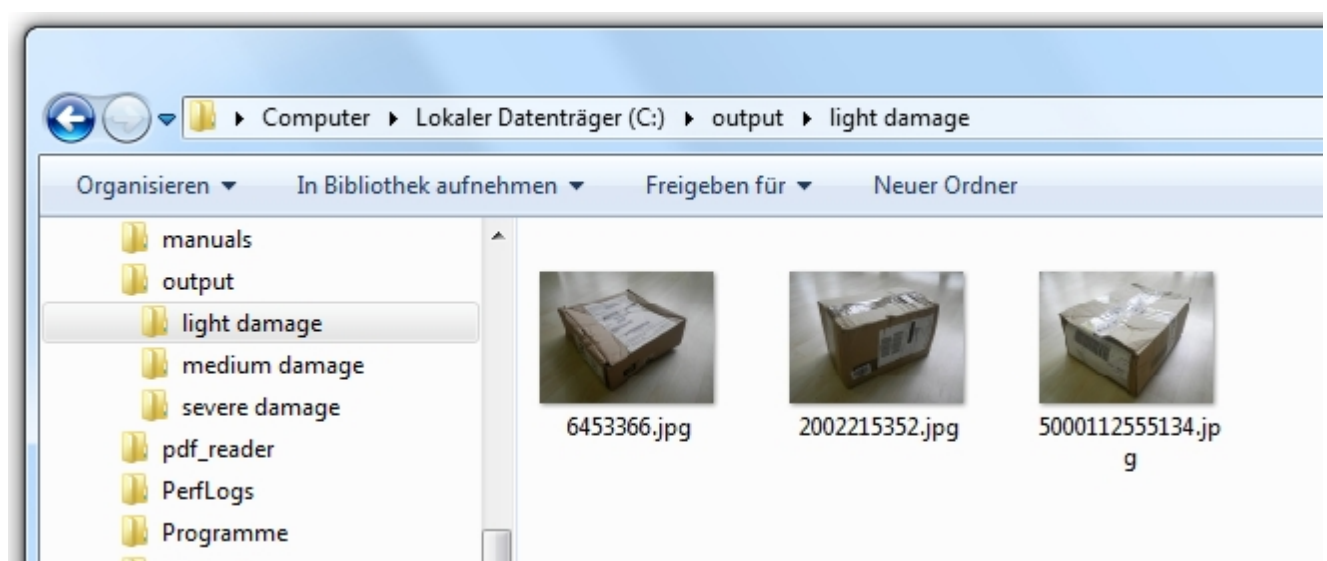 Computer Lokaler Datenträger (C:) output light damage
Organisieren In Bibliothek aufnehmen Freigeben für Neuer Ordner
manuals
output
light damage
medium damage
severe damage
pdf_reader
PerfLogs
Programme
6453366.jpg
2002215352.jpg
5000112555134.jp
g